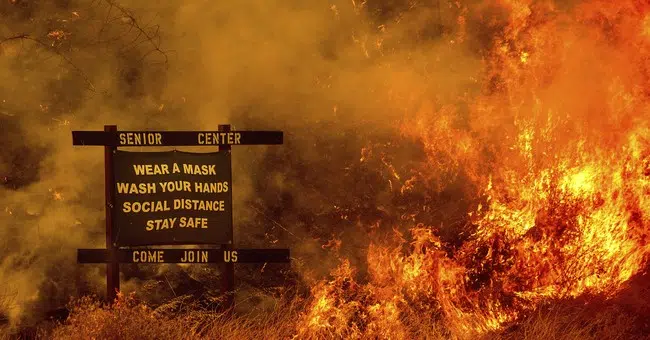 SENIOR CENTER
WEAR A MASK
WASH YOUR HANDS
SOCIAL DISTANCE
STAY SAFE
COME JOIN US